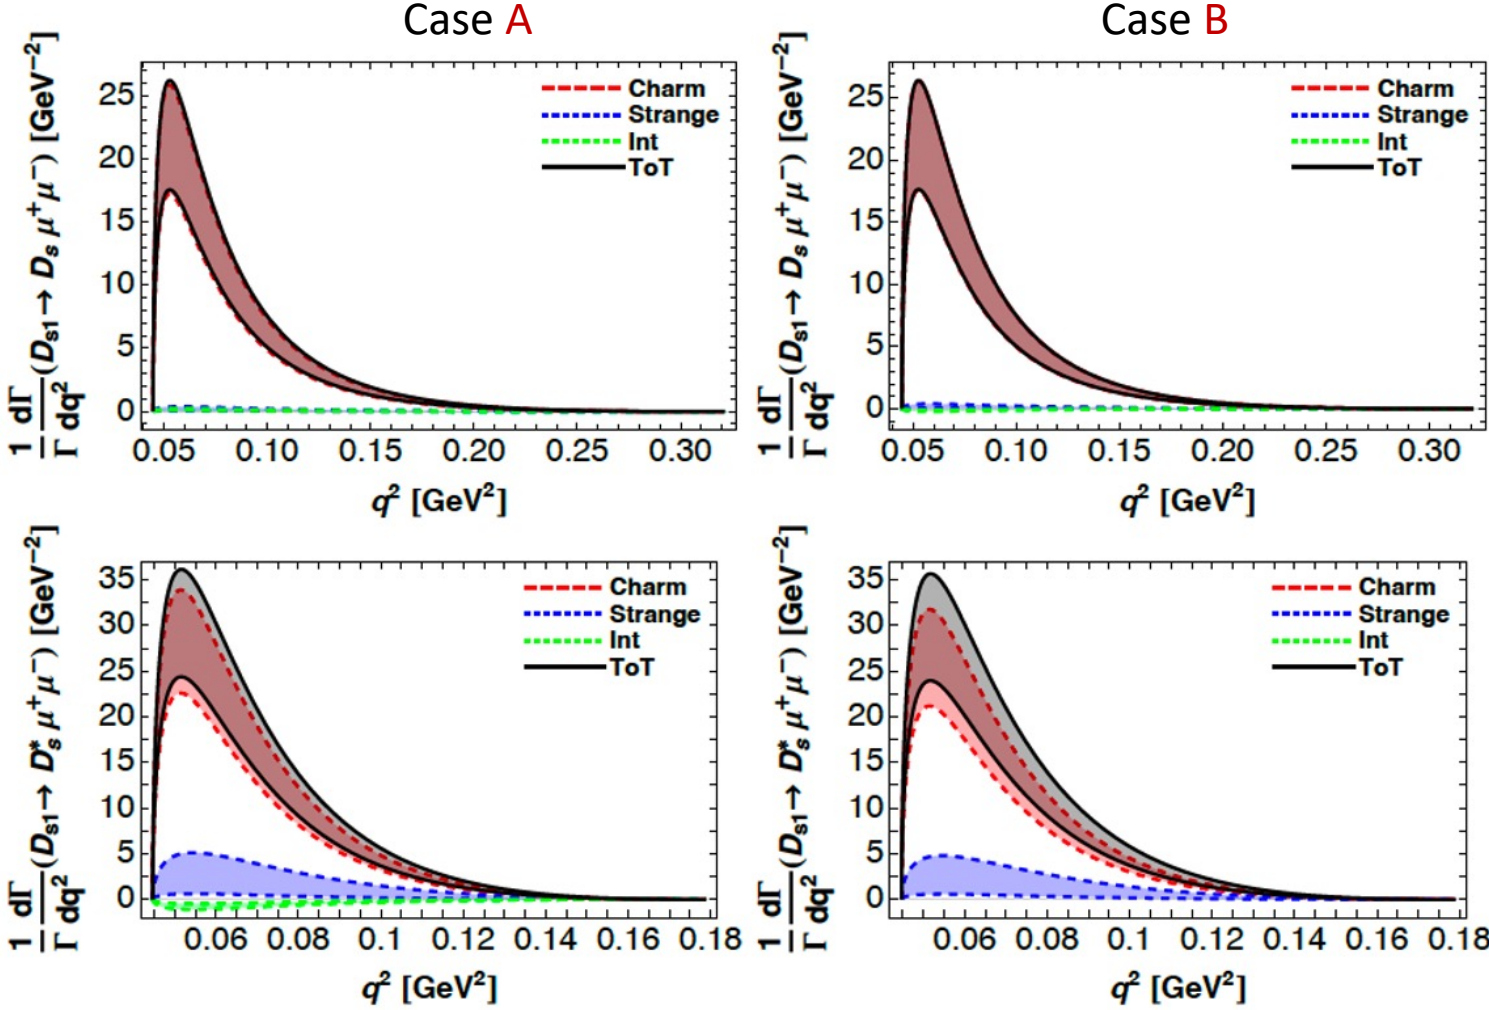 Case A
Case B
1/Γ dΓ/dq² (D_s1 → D_s μ⁺ μ⁻) [GeV⁻²]
25
20
15
10
5
0
Charm
Strange
Int
ToT
0.05 0.10 0.15 0.20 0.25 0.30
q² [GeV²]
1/Γ dΓ/dq² (D_s1 → D_s μ⁺ μ⁻) [GeV⁻²]
25
20
15
10
5
0
Charm
Strange
Int
ToT
0.05 0.10 0.15 0.20 0.25 0.30
q² [GeV²]
1/Γ dΓ/dq² (D_s1 → D_s* μ⁺ μ⁻) [GeV⁻²]
35
30
25
20
15
10
5
0
Charm
Strange
Int
ToT
0.06 0.08 0.1 0.12 0.14 0.16 0.18
q² [GeV²]
1/Γ dΓ/dq² (D_s1 → D_s* μ⁺ μ⁻) [GeV⁻²]
35
30
25
20
15
10
5
0
Charm
Strange
Int
ToT
0.06 0.08 0.1 0.12 0.14 0.16 0.18
q² [GeV²]